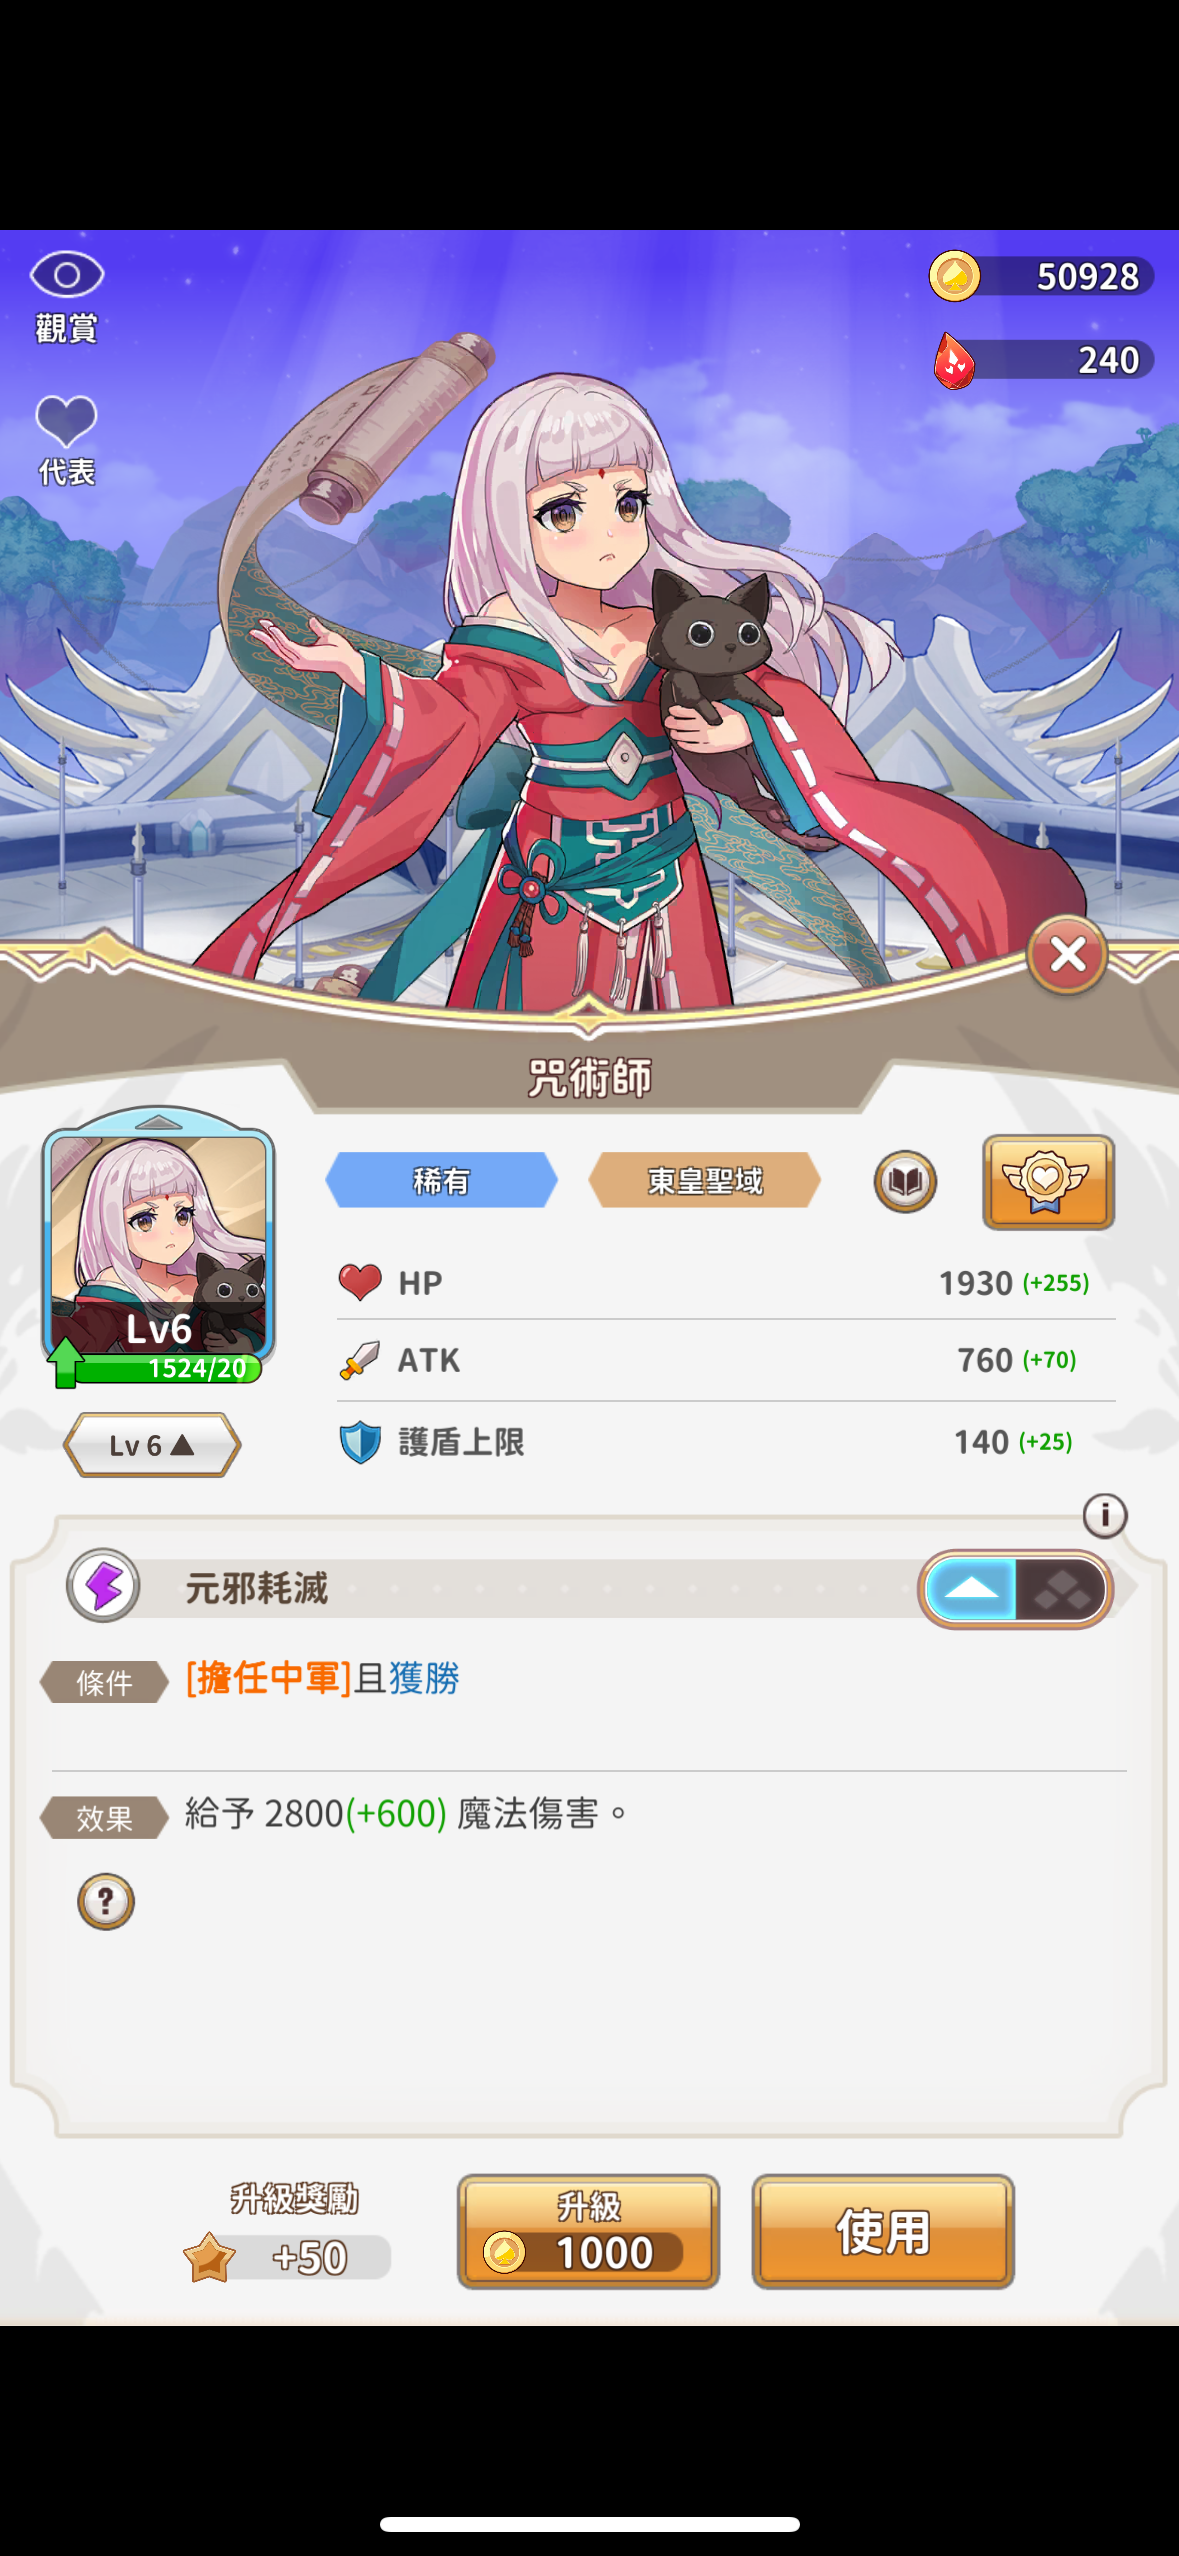 觀賞
50928
240
代表
咒術師
稀有
東皇聖域
Lv6
1524/20
Lv 6 ▲
HP
1930 (+255)
ATK
760 (+70)
護盾上限
140 (+25)
i
元邪耗滅
條件
[擔任中軍]且獲勝
效果
給予 2800(+600) 魔法傷害。
?
升級獎勵
+50
升級
1000
使用